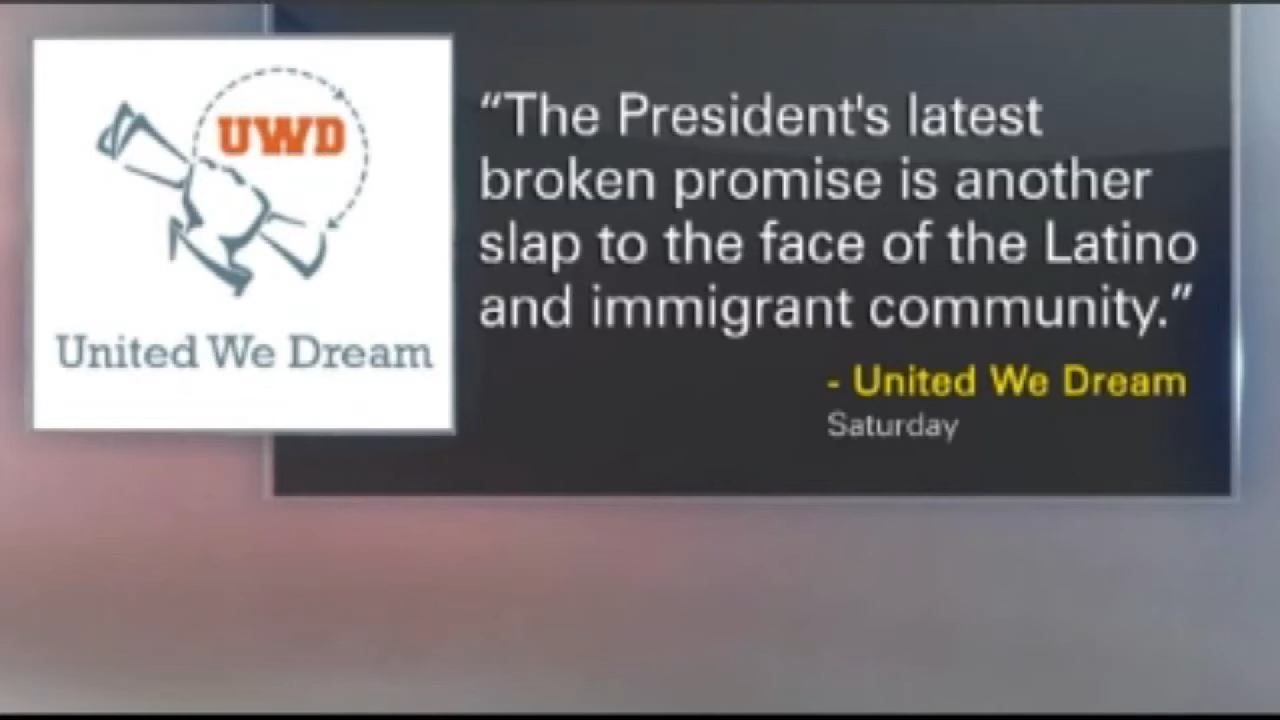 UWD
United We Dream
“The President's latest
broken promise is another
slap to the face of the Latino
and immigrant community.”
- United We Dream
Saturday